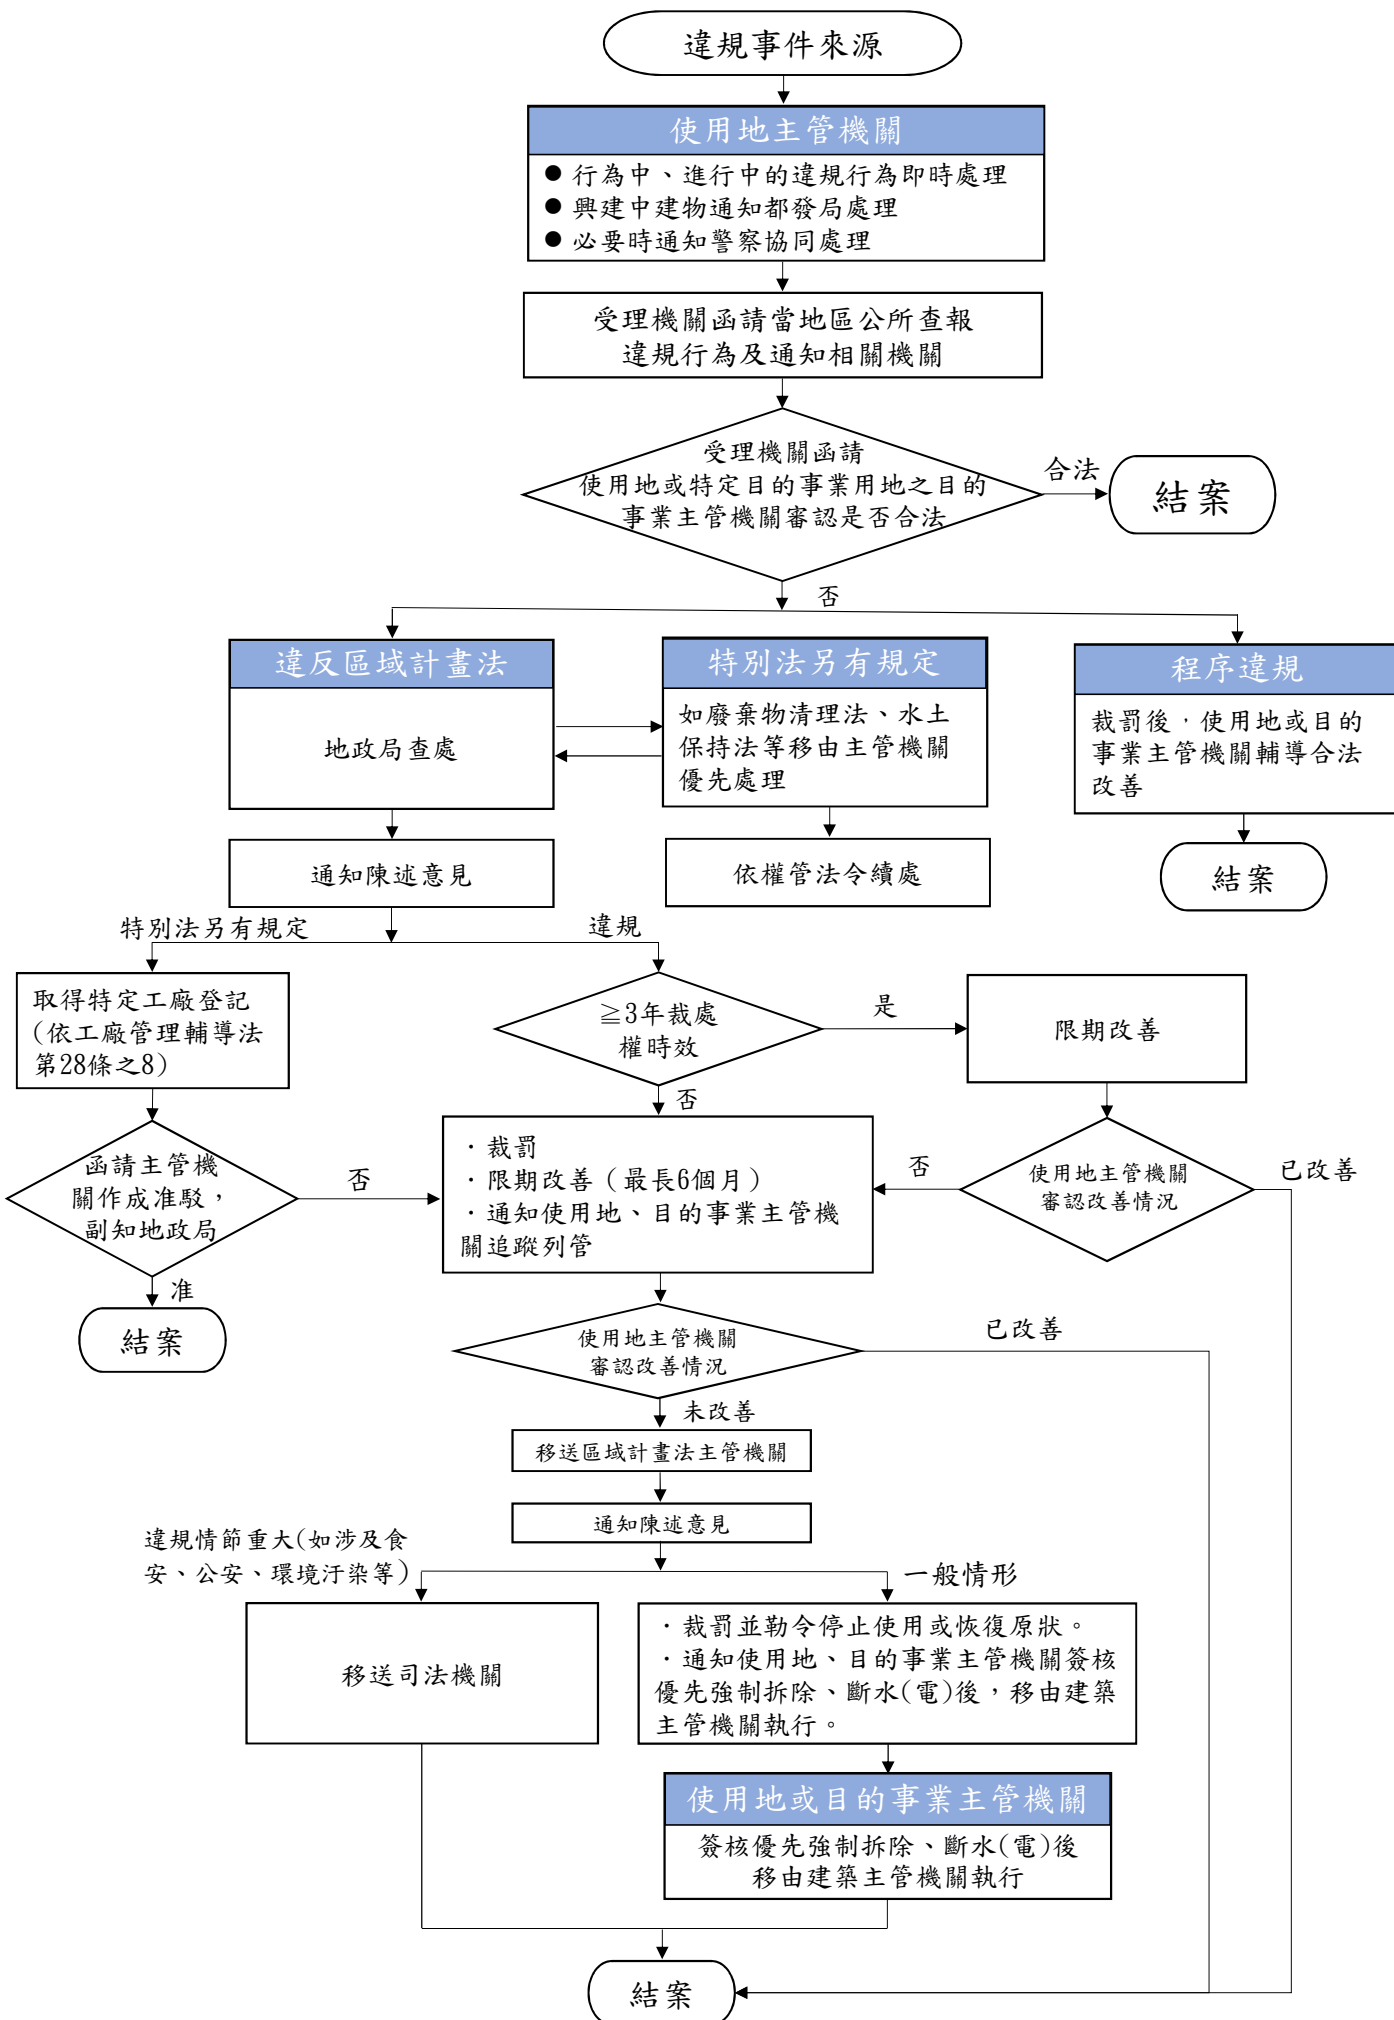 違規事件來源
使用地主管機關
● 行為中、進行中的違規行為即時處理
● 興建中建物通知都發局處理
● 必要時通知警察協同處理
受理機關函請當地區公所查報
違規行為及通知相關機關
受理機關函請
使用地或特定目的事業用地之目的
事業主管機關審認是否合法
合法
結案
否
違反區域計畫法
地政局查處
特別法另有規定
如廢棄物清理法、水土
保持法等移由主管機關
優先處理
程序違規
裁罰後，使用地或目的
事業主管機關輔導合法
改善
通知陳述意見
依權管法令續處
結案
特別法另有規定
違規
取得特定工廠登記
(依工廠管理輔導法
第28條之8)
≧3年裁處
權時效
是
限期改善
否
函請主管機
關作成准駁，
副知地政局
否
・裁罰
・限期改善（最長6個月）
・通知使用地、目的事業主管機
關追蹤列管
否
使用地主管機關
審認改善情況
已改善
准
結案
使用地主管機關
審認改善情況
已改善
未改善
移送區域計畫法主管機關
通知陳述意見
違規情節重大(如涉及食
安、公安、環境汙染等)
一般情形
移送司法機關
・裁罰並勒令停止使用或恢復原狀。
・通知使用地、目的事業主管機關簽核
優先強制拆除、斷水(電)後，移由建築
主管機關執行。
使用地或目的事業主管機關
簽核優先強制拆除、斷水(電)後
移由建築主管機關執行
結案